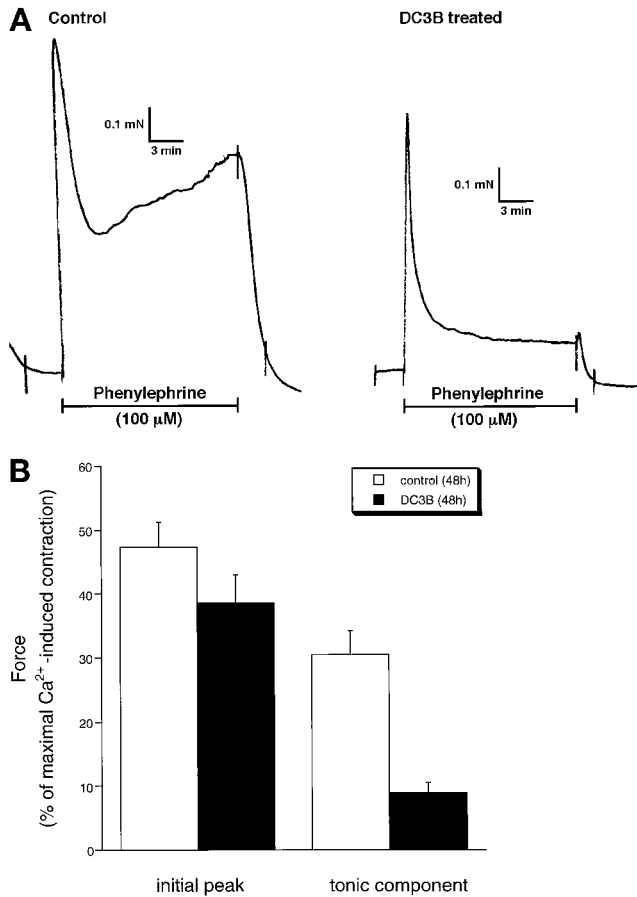 A
Control
DC3B treated
0.1 mN
3 min
0.1 mN
3 min
Phenylephrine
(100 µM)
Phenylephrine
(100 µM)
B
control (48h)
DC3B (48h)
Force
(% of maximal Ca2+ -induced contraction)
60
50
40
30
20
10
0
initial peak
tonic component